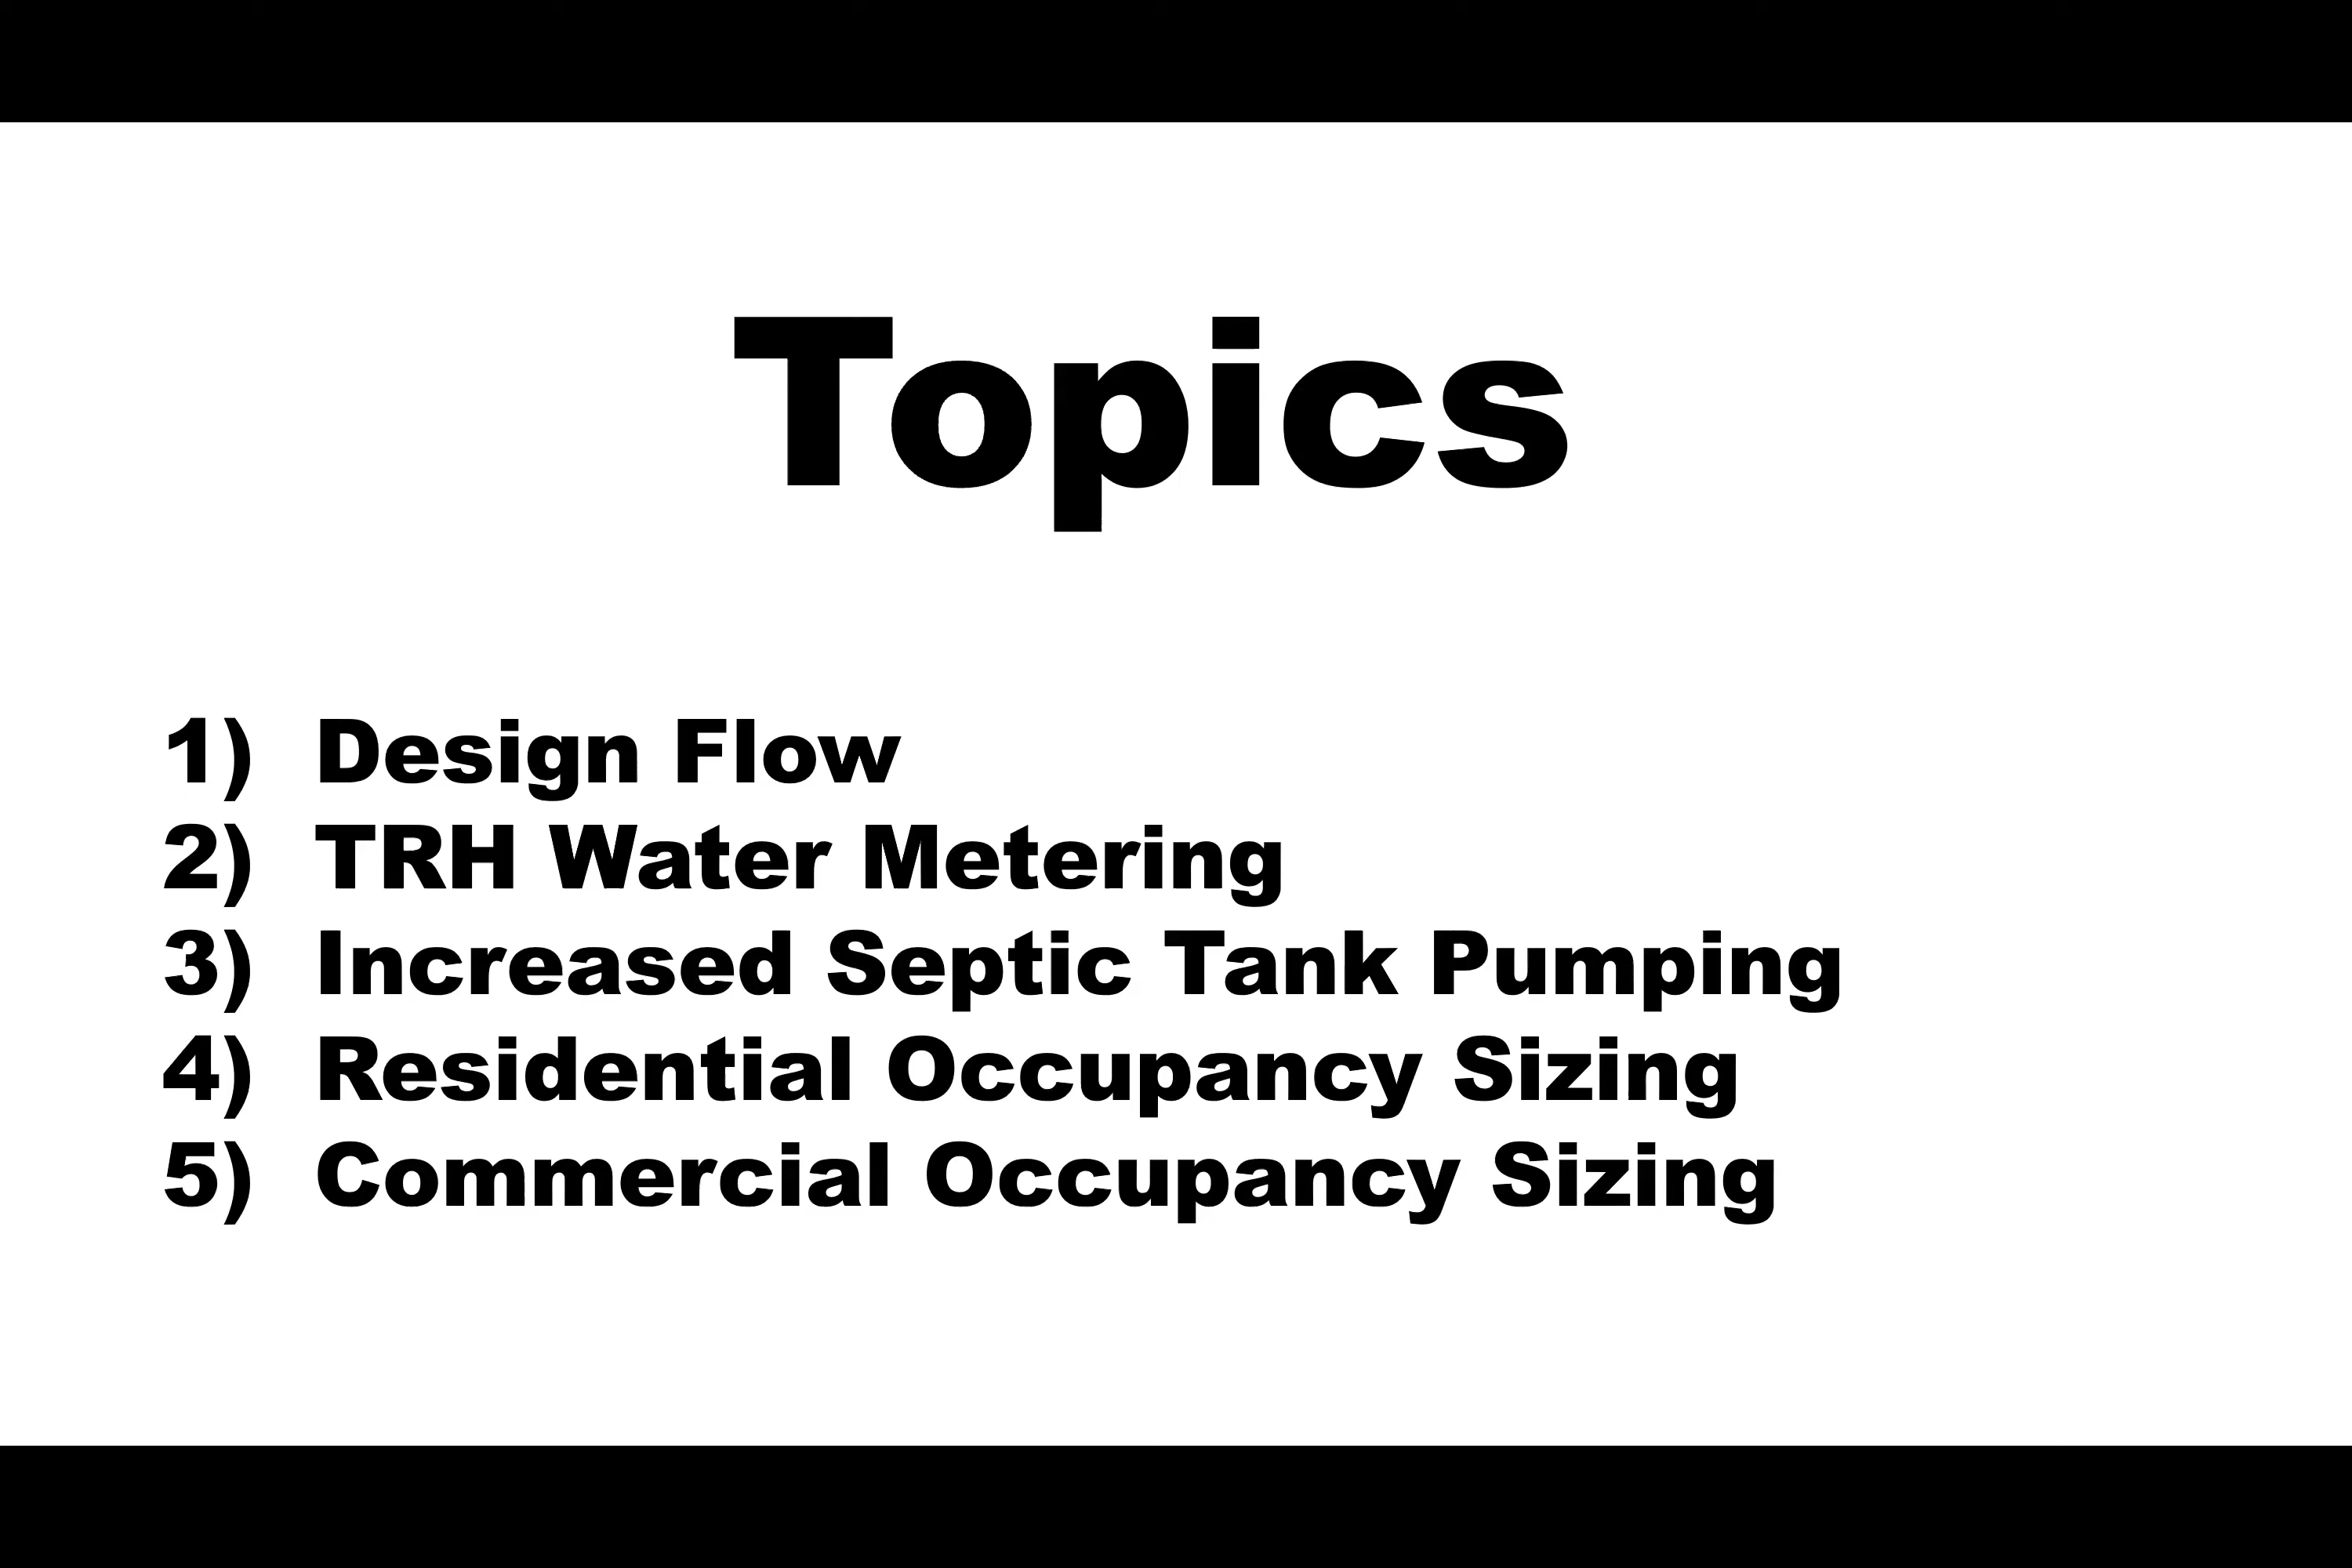 Topics
1) Design Flow
2) TRH Water Metering
3) Increased Septic Tank Pumping
4) Residential Occupancy Sizing
5) Commercial Occupancy Sizing